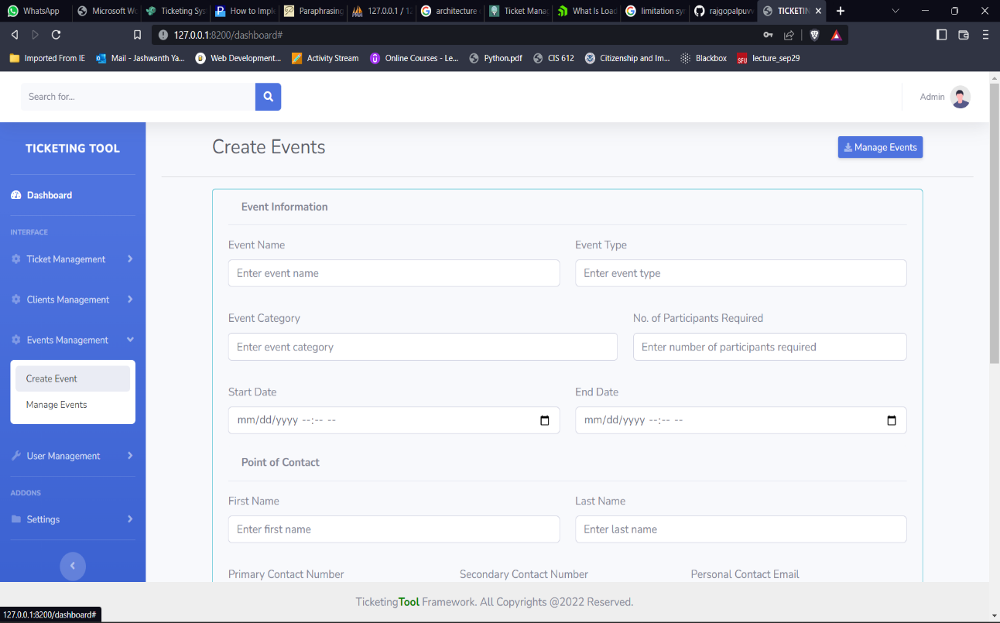 WhatsApp
Microsoft Wo
Ticketing Sys
How to Imple
Paraphrasing
127.0.0.1 / 12
architecture
Ticket Manag
What Is Load
limitation syn
rajgopalpuvv
TICKETIN
127.0.0.1:8200/dashboard#
Imported From IE
Mail - Jashwanth Ya...
Web Development...
Activity Stream
Online Courses - Le...
Python.pdf
CIS 612
Citizenship and Im...
Blackbox
SFU
lecture_sep29
Search for...
Admin
TICKETING TOOL
Dashboard
INTERFACE
Ticket Management
Clients Management
Events Management
Create Event
Manage Events
User Management
ADDONS
Settings
Create Events
Manage Events
Event Information
Event Name
Event Type
Enter event name
Enter event type
Event Category
No. of Participants Required
Enter event category
Enter number of participants required
Start Date
End Date
mm/dd/yyyy --:-- --
mm/dd/yyyy --:-- --
Point of Contact
First Name
Last Name
Enter first name
Enter last name
Primary Contact Number
Secondary Contact Number
Personal Contact Email
TicketingTool Framework. All Copyrights @2022 Reserved.
127.0.0.1:8200/dashboard#